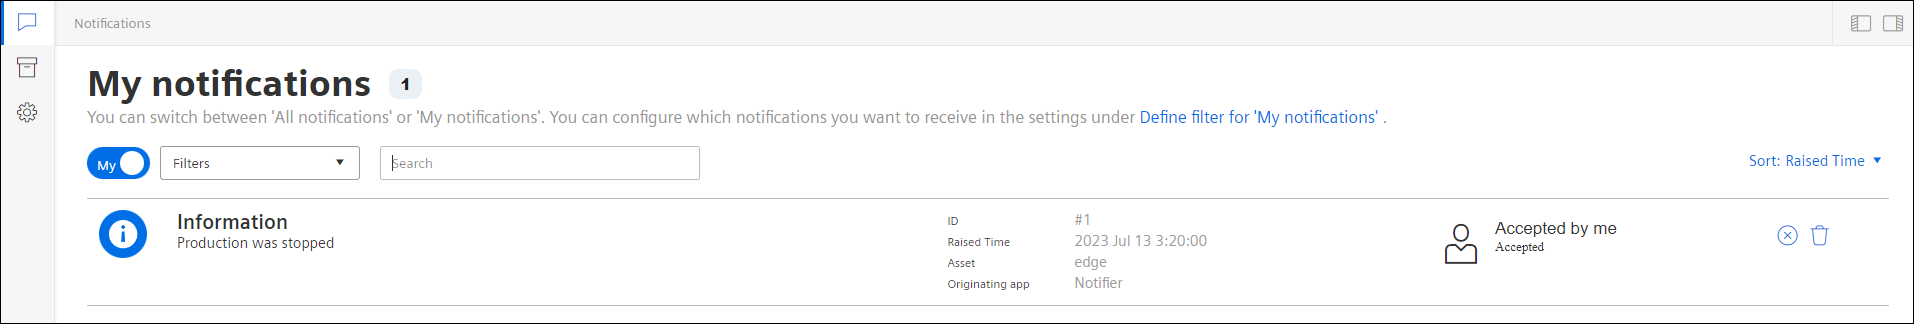 Notifications
My notifications 1
You can switch between 'All notifications' or 'My notifications'. You can configure which notifications you want to receive in the settings under Define filter for 'My notifications' .
My Filters Search Sort: Raised Time
Information
Production was stopped
ID #1
Raised Time 2023 Jul 13 3:20:00
Asset edge
Originating app Notifier
Accepted by me
Accepted